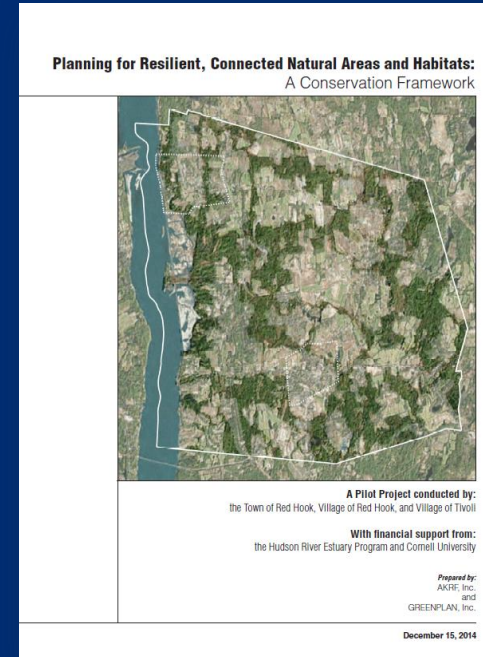 Planning for Resilient, Connected Natural Areas and Habitats:
A Conservation Framework
A Pilot Project conducted by:
the Town of Red Hook, Village of Red Hook, and Village of Tivoli
With financial support from:
the Hudson River Estuary Program and Cornell University
Prepared by:
AKRF, Inc.
and
GREENPLAN, Inc.
December 15, 2014